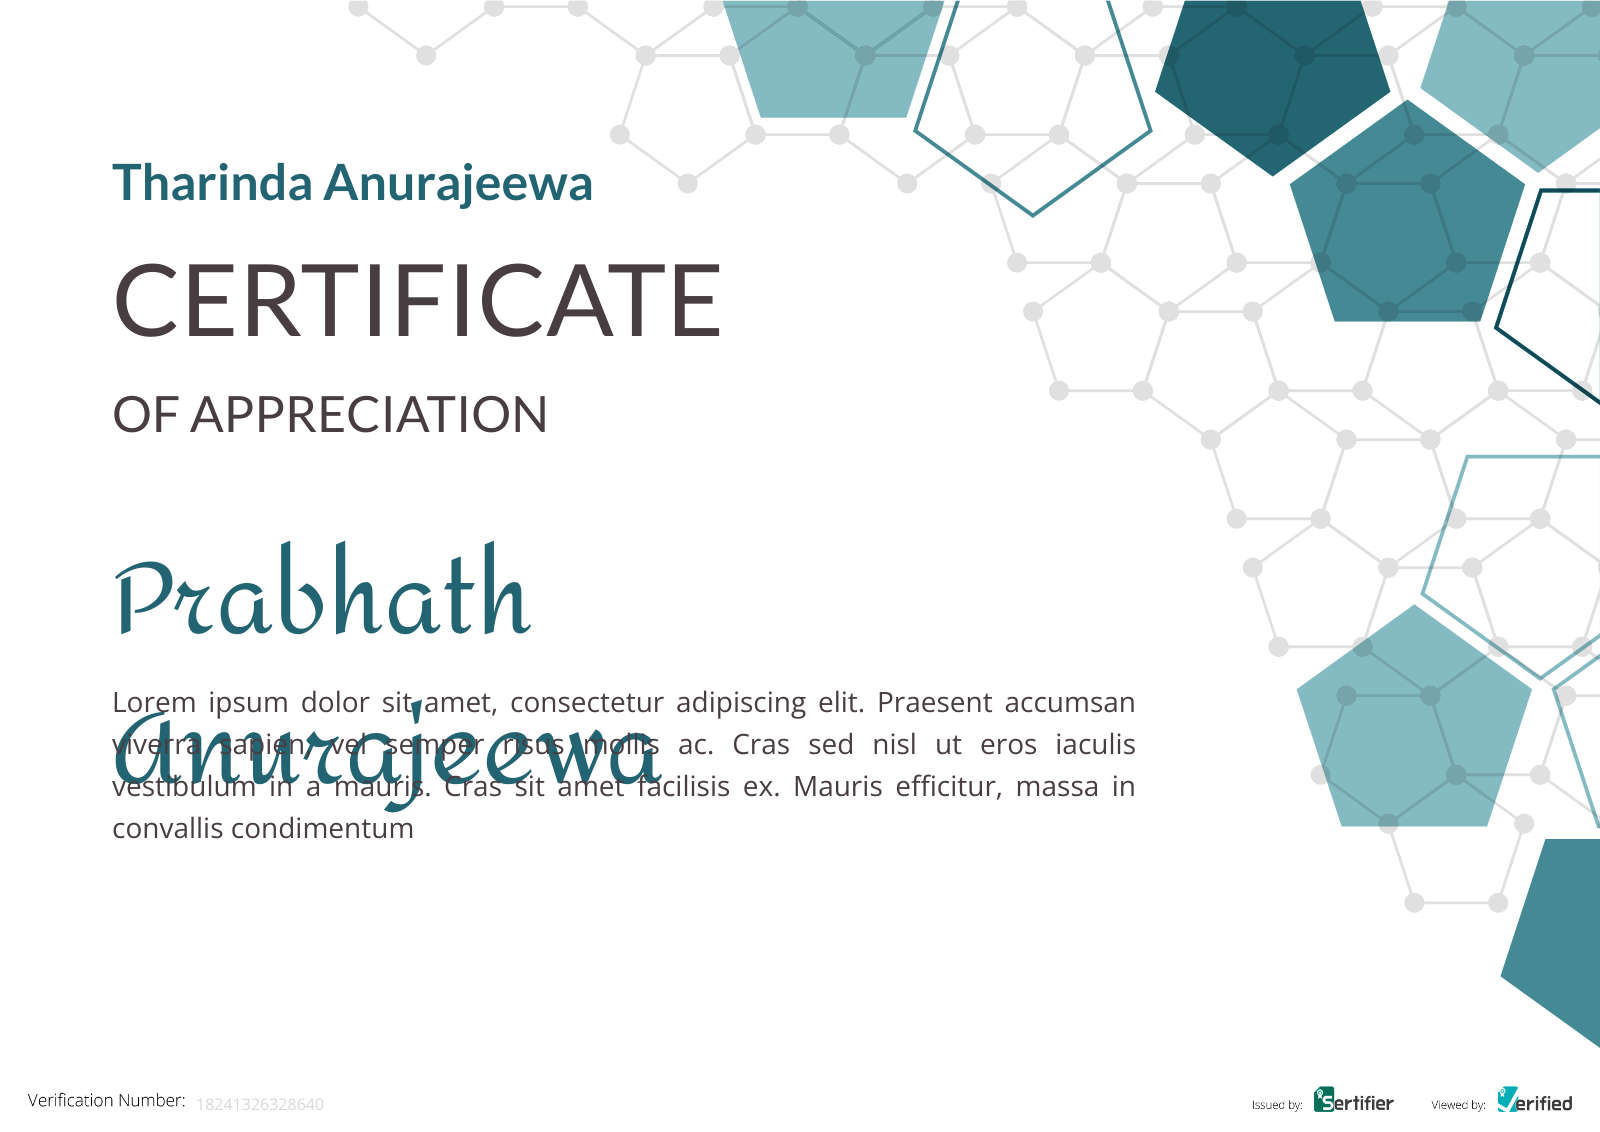 Tharinda Anurajeewa
CERTIFICATE
OF APPRECIATION
Prabhath
Anurajeewa
Lorem ipsum dolor sit amet, consectetur adipiscing elit. Praesent accumsan
viverra sapien, vel semper risus mollis ac. Cras sed nisl ut eros iaculis
vestibulum in a mauris. Cras sit amet facilisis ex. Mauris efficitur, massa in
convallis condimentum
Verification Number: 18241326328640
Issued by: Sertifier
Viewed by: Verified